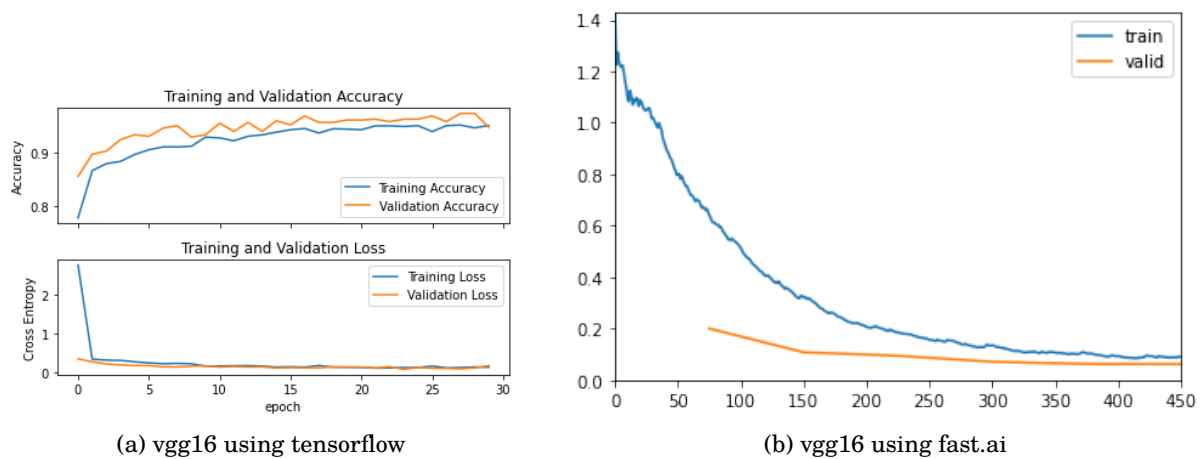 Training and Validation Accuracy
Accuracy
0.9
0.8
Training Accuracy
Validation Accuracy
Training and Validation Loss
Cross Entropy
2
1
0
Training Loss
Validation Loss
0 5 10 15 20 25 30
epoch
(a) vgg16 using tensorflow
1.4
1.2
1.0
0.8
0.6
0.4
0.2
0.0
train
valid
0 50 100 150 200 250 300 350 400 450
(b) vgg16 using fast.ai